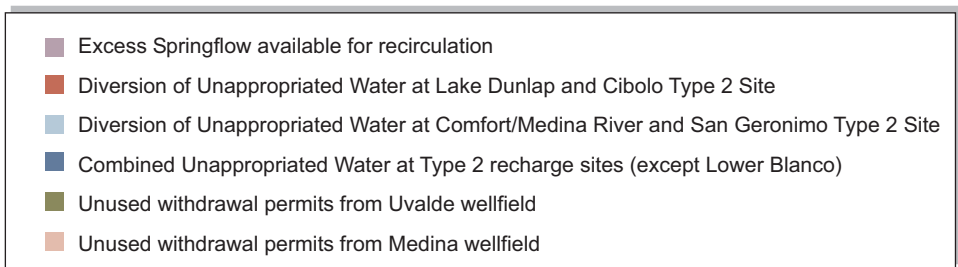 Excess Springflow available for recirculation
Diversion of Unappropriated Water at Lake Dunlap and Cibolo Type 2 Site
Diversion of Unappropriated Water at Comfort/Medina River and San Geronimo Type 2 Site
Combined Unappropriated Water at Type 2 recharge sites (except Lower Blanco)
Unused withdrawal permits from Uvalde wellfield
Unused withdrawal permits from Medina wellfield